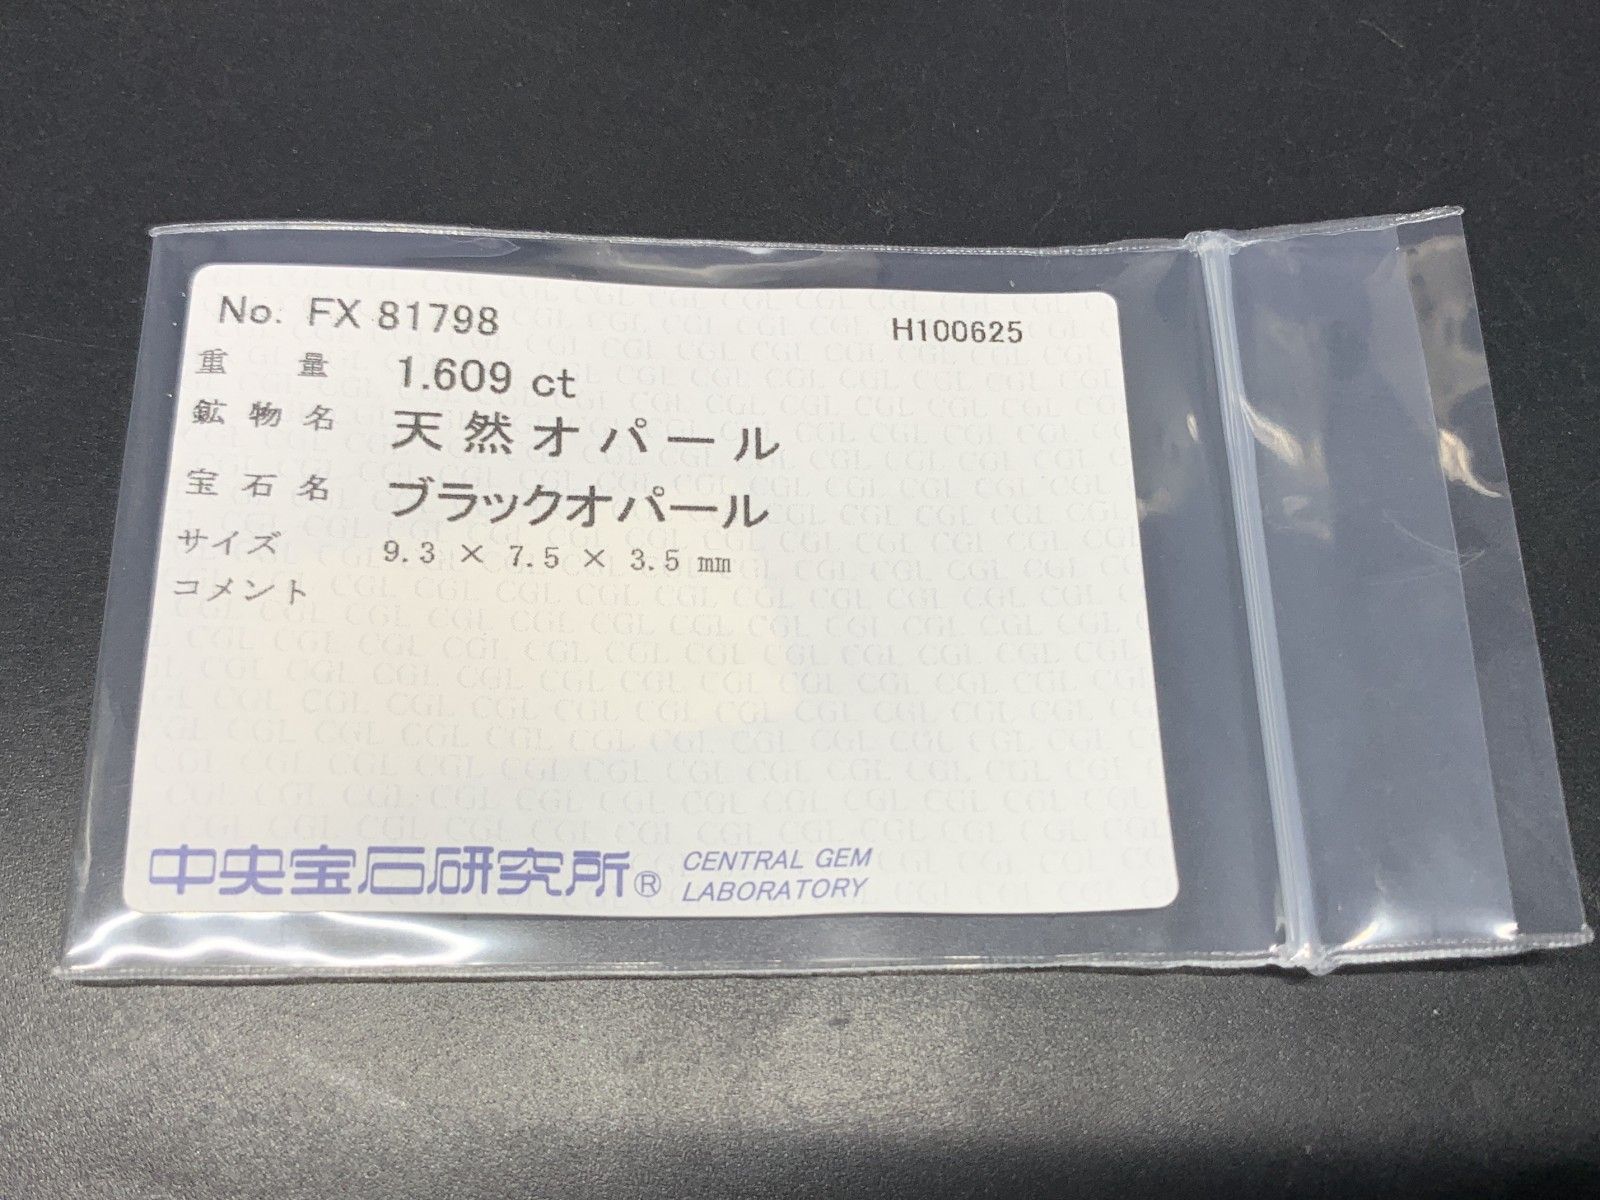 No. FX 81798 H100625
重量 1.609 ct
鉱物名 天然オパール
宝石名 ブラックオパール
サイズ 9.3 × 7.5 × 3.5 ㎜
コメント
中央宝石研究所® CENTRAL GEM
LABORATORY